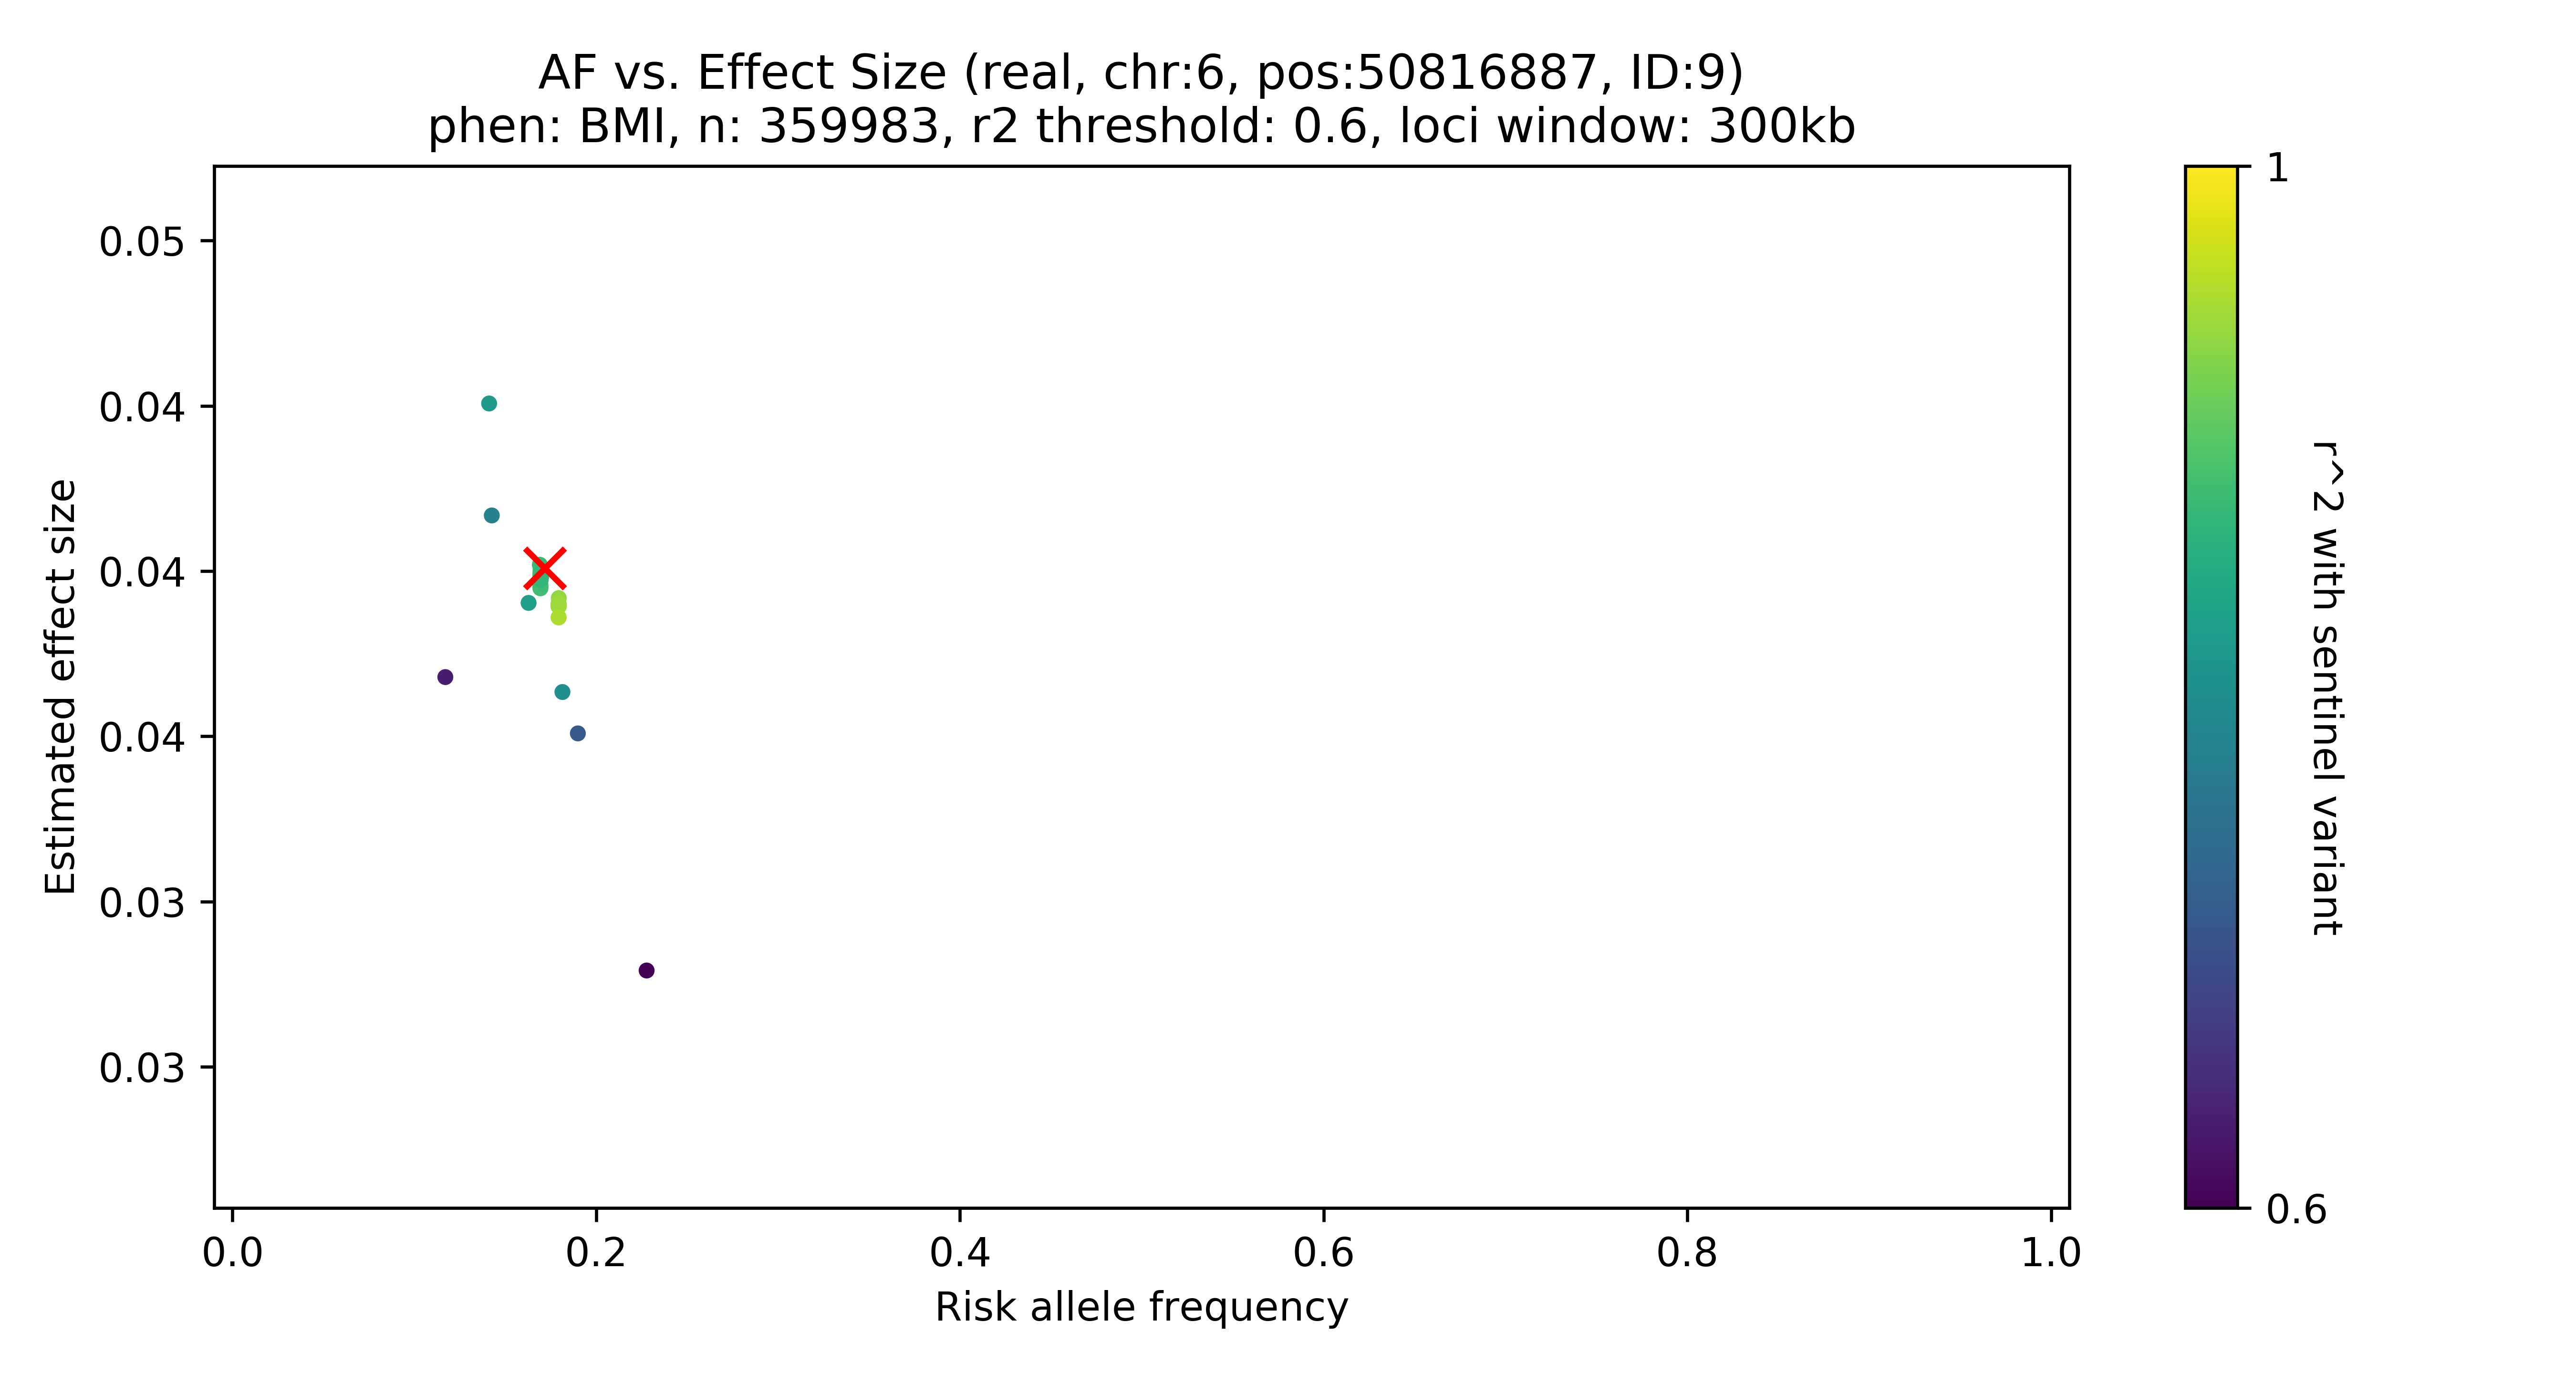 AF vs. Effect Size (real, chr:6, pos:50816887, ID:9)
phen: BMI, n: 359983, r2 threshold: 0.6, loci window: 300kb
Estimated effect size
0.05
0.04
0.04
0.04
0.03
0.03
0.0 0.2 0.4 0.6 0.8 1.0
Risk allele frequency
1
0.6
r^2 with sentinel variant